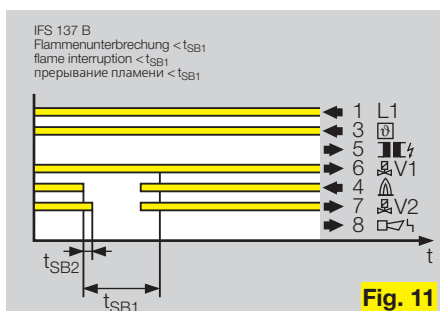 IFS 137 B
Flammenunterbrechung < tSB1
flame interruption < tSB1
прерывание пламени < tSB1
1 L1
3 ϑ
5
6 V1
4
7 V2
8
t
tSB2
tSB1
Fig. 11